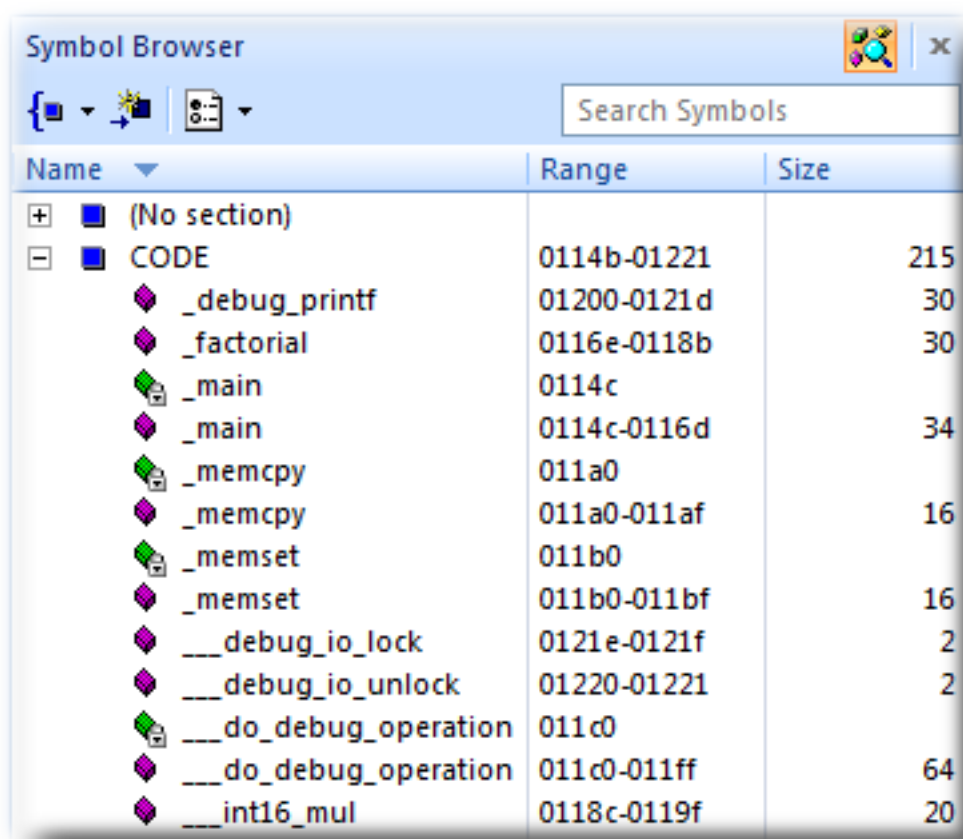 Symbol Browser
Search Symbols
Name Range Size
(No section)
CODE 0114b-01221 215
_debug_printf 01200-0121d 30
_factorial 0116e-0118b 30
_main 0114c
_main 0114c-0116d 34
_memcpy 011a0
_memcpy 011a0-011af 16
_memset 011b0
_memset 011b0-011bf 16
___debug_io_lock 0121e-0121f 2
___debug_io_unlock 01220-01221 2
___do_debug_operation 011c0
___do_debug_operation 011c0-011ff 64
___int16_mul 0118c-0119f 20